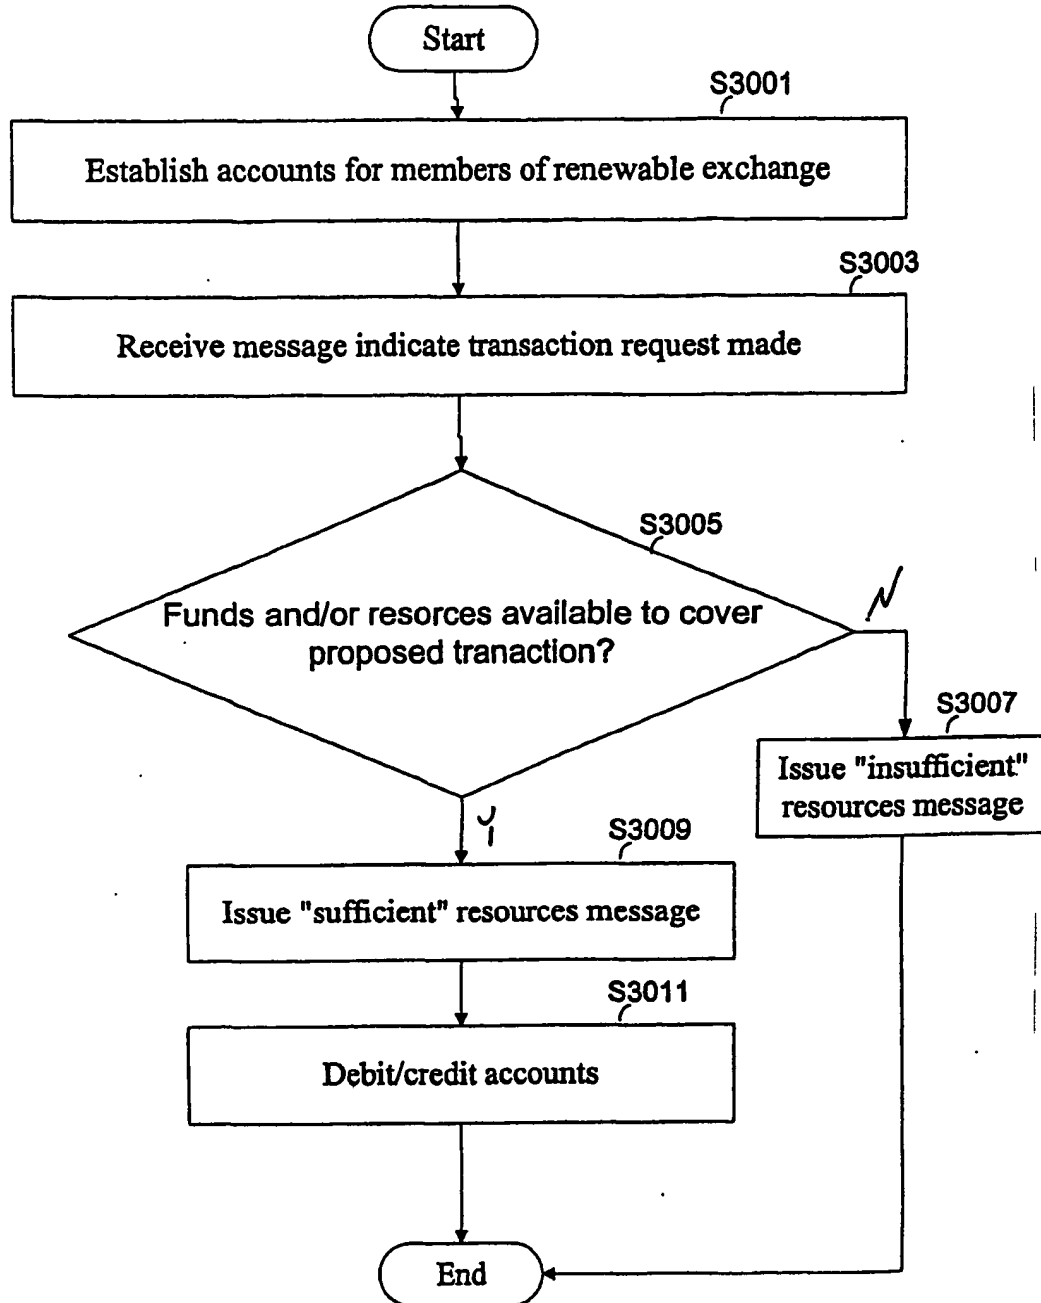 Start
S3001
Establish accounts for members of renewable exchange
S3003
Receive message indicate transaction request made
S3005
Funds and/or resorces available to cover
proposed tranaction?
N
S3007
Issue "insufficient"
resources message
Y
S3009
Issue "sufficient" resources message
S3011
Debit/credit accounts
End